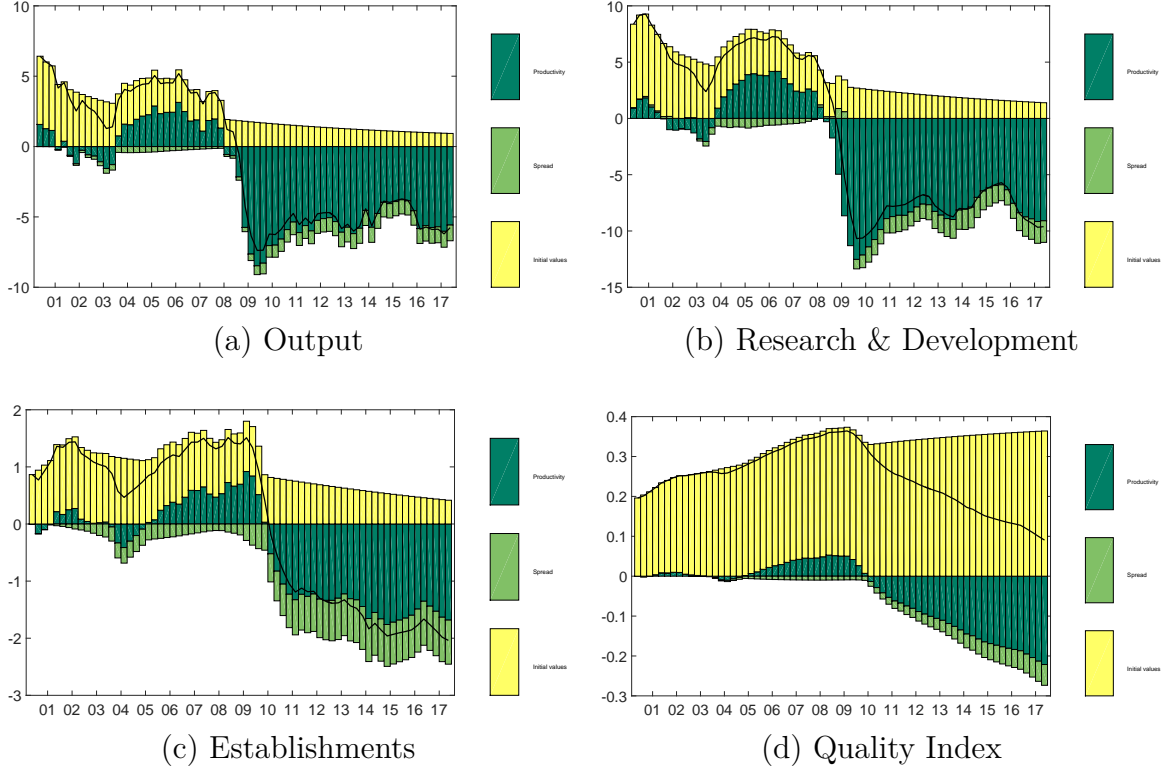 10
5
0
-5
-10
01 02 03 04 05 06 07 08 09 10 11 12 13 14 15 16 17
Productivity
Spread
Initial values
(a) Output
10
5
0
-5
-10
-15
01 02 03 04 05 06 07 08 09 10 11 12 13 14 15 16 17
Productivity
Spread
Initial values
(b) Research & Development
2
1
0
-1
-2
-3
01 02 03 04 05 06 07 08 09 10 11 12 13 14 15 16 17
Productivity
Spread
Initial values
(c) Establishments
0.4
0.3
0.2
0.1
0
-0.1
-0.2
-0.3
01 02 03 04 05 06 07 08 09 10 11 12 13 14 15 16 17
Productivity
Spread
Initial values
(d) Quality Index